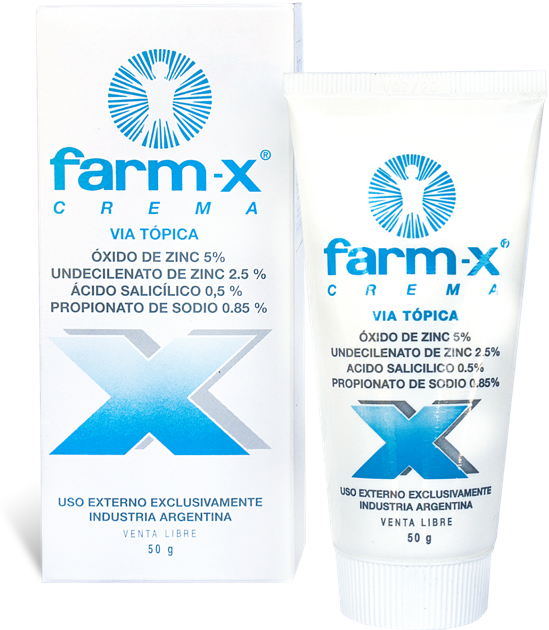 farm-x®
CREMA
VIA TÓPICA
ÓXIDO DE ZINC 5%
UNDECILENATO DE ZINC 2.5 %
ÁCIDO SALICÍLICO 0,5 %
PROPIONATO DE SODIO 0.85 %
X
USO EXTERNO EXCLUSIVAMENTE
INDUSTRIA ARGENTINA
VENTA LIBRE
50 g
farm-x®
CREMA
VIA TÓPICA
ÓXIDO DE ZINC 5%
UNDECILENATO DE ZINC 2.5%
ACIDO SALICILICO 0.5%
PROPIONATO DE SODIO 0.85%
X
USO EXTERNO EXCLUSIVAMENTE
INDUSTRIA ARGENTINA
VENTA LIBRE
50 g